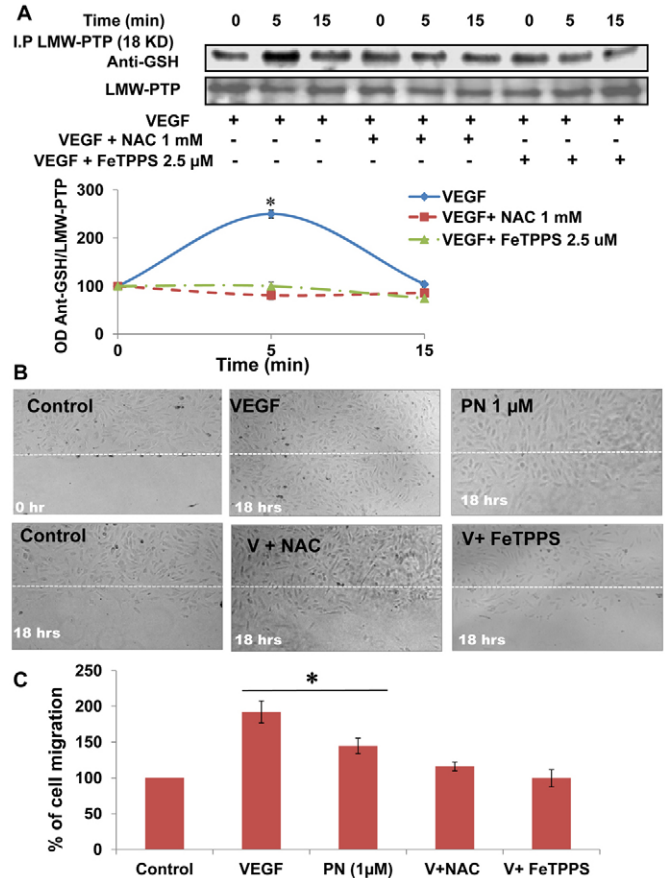 A
Time (min) 0 5 15 0 5 15 0 5 15
I.P LMW-PTP (18 KD)
Anti-GSH
LMW-PTP
VEGF + + + + + + + + +
VEGF + NAC 1 mM - - - + + + - - -
VEGF + FeTPPS 2.5 µM - - - - - - + + +
OD Ant-GSH/LMW-PTP
300
200
100
0
*
VEGF
VEGF+ NAC 1 mM
VEGF+ FeTPPS 2.5 uM
0 5 15
Time (min)
B
Control
0 hr
VEGF
18 hrs
PN 1 µM
18 hrs
Control
18 hrs
V + NAC
18 hrs
V+ FeTPPS
18 hrs
C
% of cell migration
250
200
150
100
50
0
*
Control VEGF PN (1µM) V+NAC V+ FeTPPS